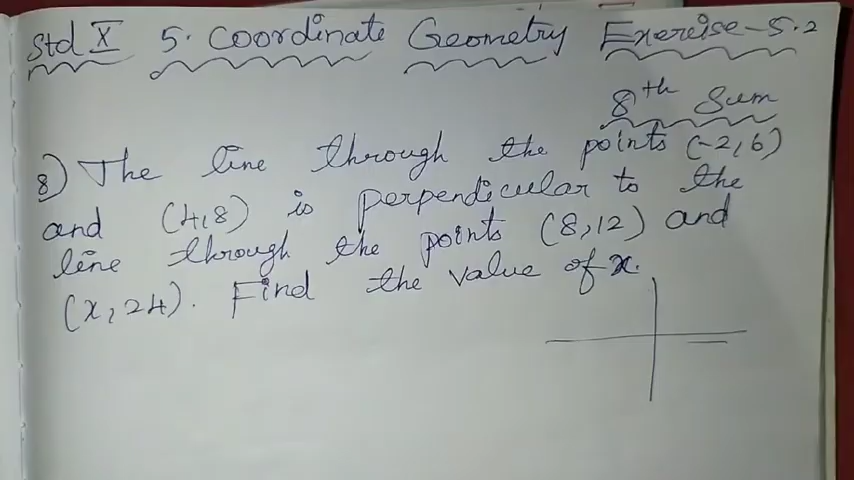 Std X 5. Coordinate Geometry Exercise-5.2
8th Sum
8) The line through the points (-2,6)
and (4,8) is perpendicular to the
line through the points (8,12) and
(x,24). Find the value of x.